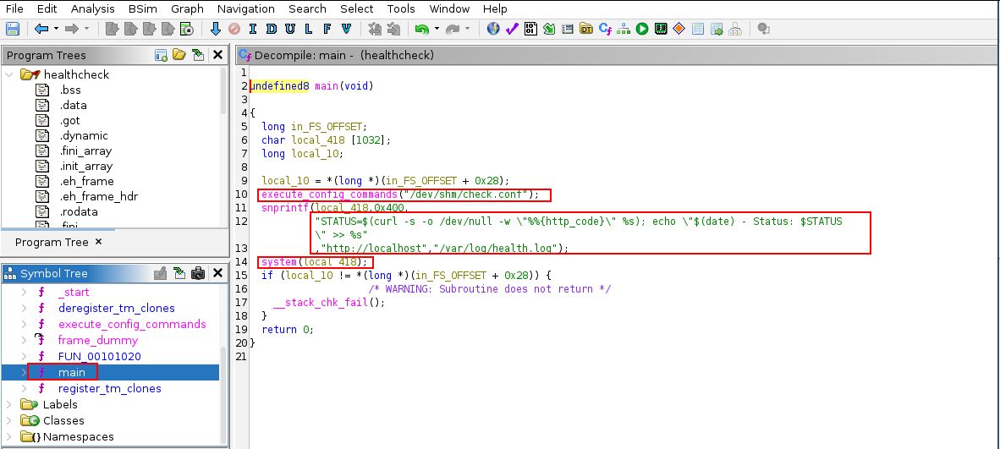 File Edit Analysis BSim Graph Navigation Search Select Tools Window Help
I D U L F V
Program Trees
healthcheck
.bss
.data
.got
.dynamic
.fini_array
.init_array
.eh_frame
.eh_frame_hdr
.rodata
.fini
Program Tree ×
Symbol Tree
_start
deregister_tm_clones
execute_config_commands
frame_dummy
FUN_00101020
main
register_tm_clones
Labels
Classes
Namespaces
Decompile: main - (healthcheck)
1
2 undefined8 main(void)
3
4 {
5 long in_FS_OFFSET;
6 char local_418 [1032];
7 long local_10;
8
9 local_10 = *(long *)(in_FS_OFFSET + 0x28);
10 execute_config_commands("/dev/shm/check.conf");
11 snprintf(local_418,0x400,
12 "STATUS=$(curl -s -o /dev/null -w \"%%{http_code}\" %s); echo \"$(date) - Status: $STATUS
\" >> %s"
13 ,"http://localhost","/var/log/health.log");
14 system(local_418);
15 if (local_10 != *(long *)(in_FS_OFFSET + 0x28)) {
16 /* WARNING: Subroutine does not return */
17 __stack_chk_fail();
18 }
19 return 0;
20 }
21